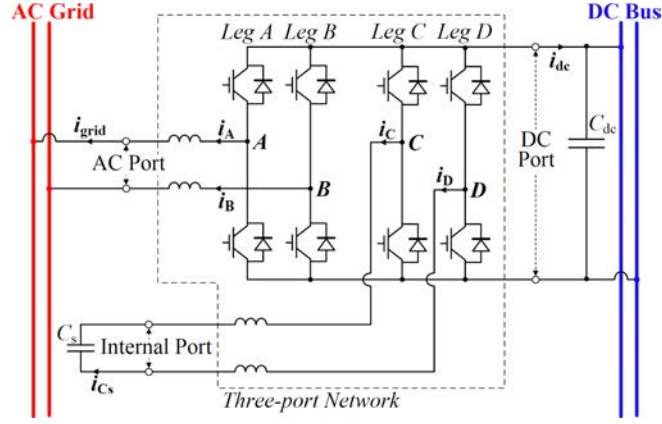 AC Grid
DC Bus
Leg A Leg B Leg C Leg D
i_dc
i_grid
i_A
A
i_C
C
C_dc
AC Port
DC Port
i_B
B
i_D
D
C_s
Internal Port
i_Cs
Three-port Network